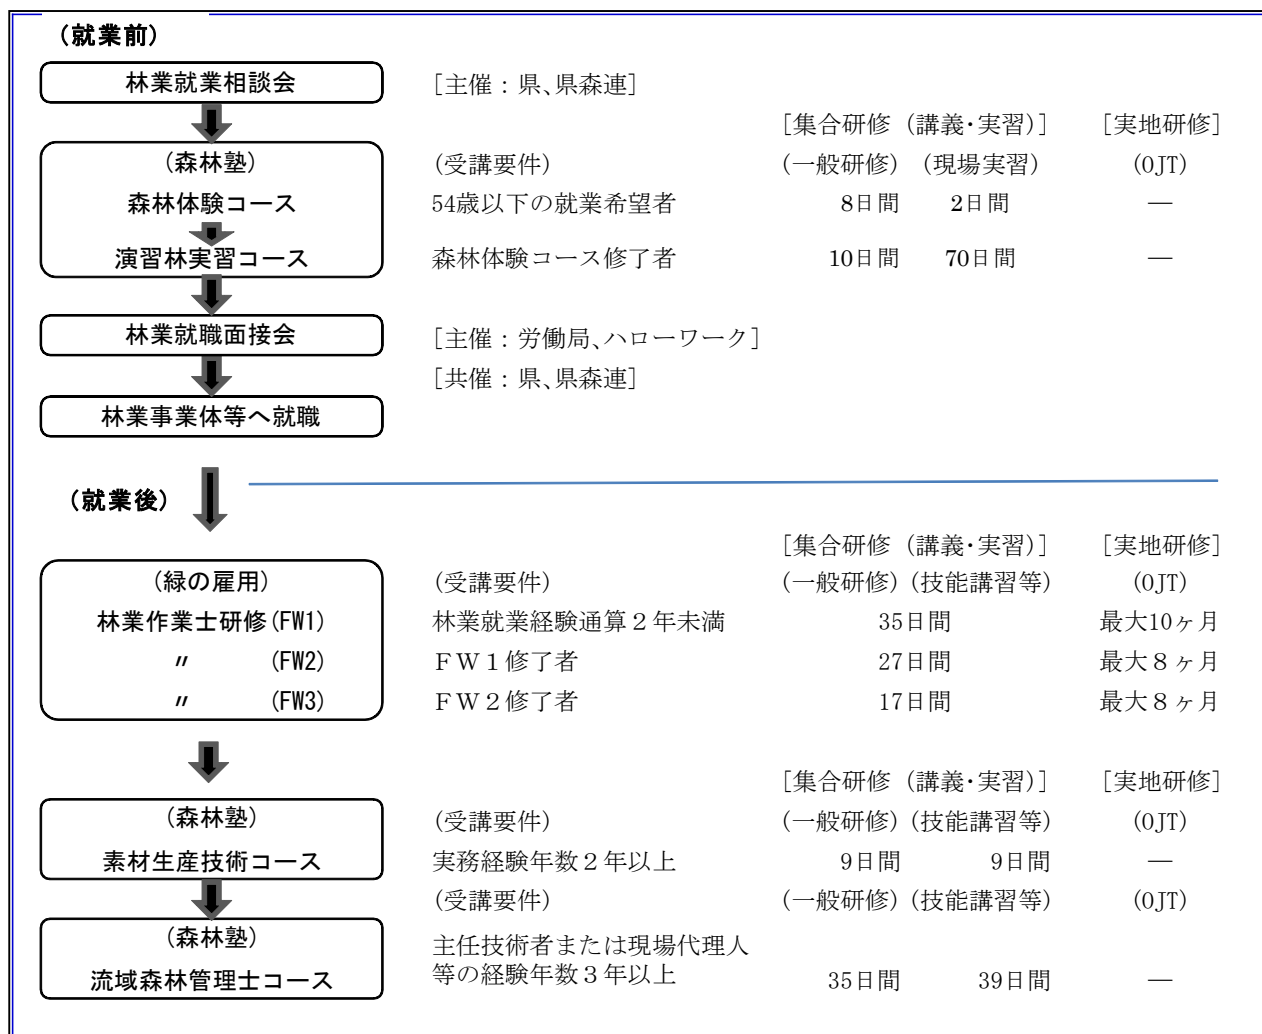 (就業前)
林業就業相談会 [主催：県、県森連]
[集合研修（講義･実習）] [実地研修]
(森林塾) (受講要件) (一般研修) (現場実習) (OJT)
森林体験コース 54歳以下の就業希望者 8日間 2日間 ―
演習林実習コース 森林体験コース修了者 10日間 70日間 ―
林業就職面接会 [主催：労働局、ハローワーク]
[共催：県、県森連]
林業事業体等へ就職
(就業後)
[集合研修（講義･実習）] [実地研修]
(緑の雇用) (受講要件) (一般研修) (技能講習等) (OJT)
林業作業士研修(FW1) 林業就業経験通算２年未満 35日間 最大10ヶ月
〃 (FW2) ＦＷ１修了者 27日間 最大８ヶ月
〃 (FW3) ＦＷ２修了者 17日間 最大８ヶ月
[集合研修（講義･実習）] [実地研修]
(森林塾) (受講要件) (一般研修) (技能講習等) (OJT)
素材生産技術コース 実務経験年数２年以上 9日間 9日間 ―
(受講要件) (一般研修) (技能講習等) (OJT)
(森林塾) 主任技術者または現場代理人
流域森林管理士コース 等の経験年数３年以上 35日間 39日間 ―